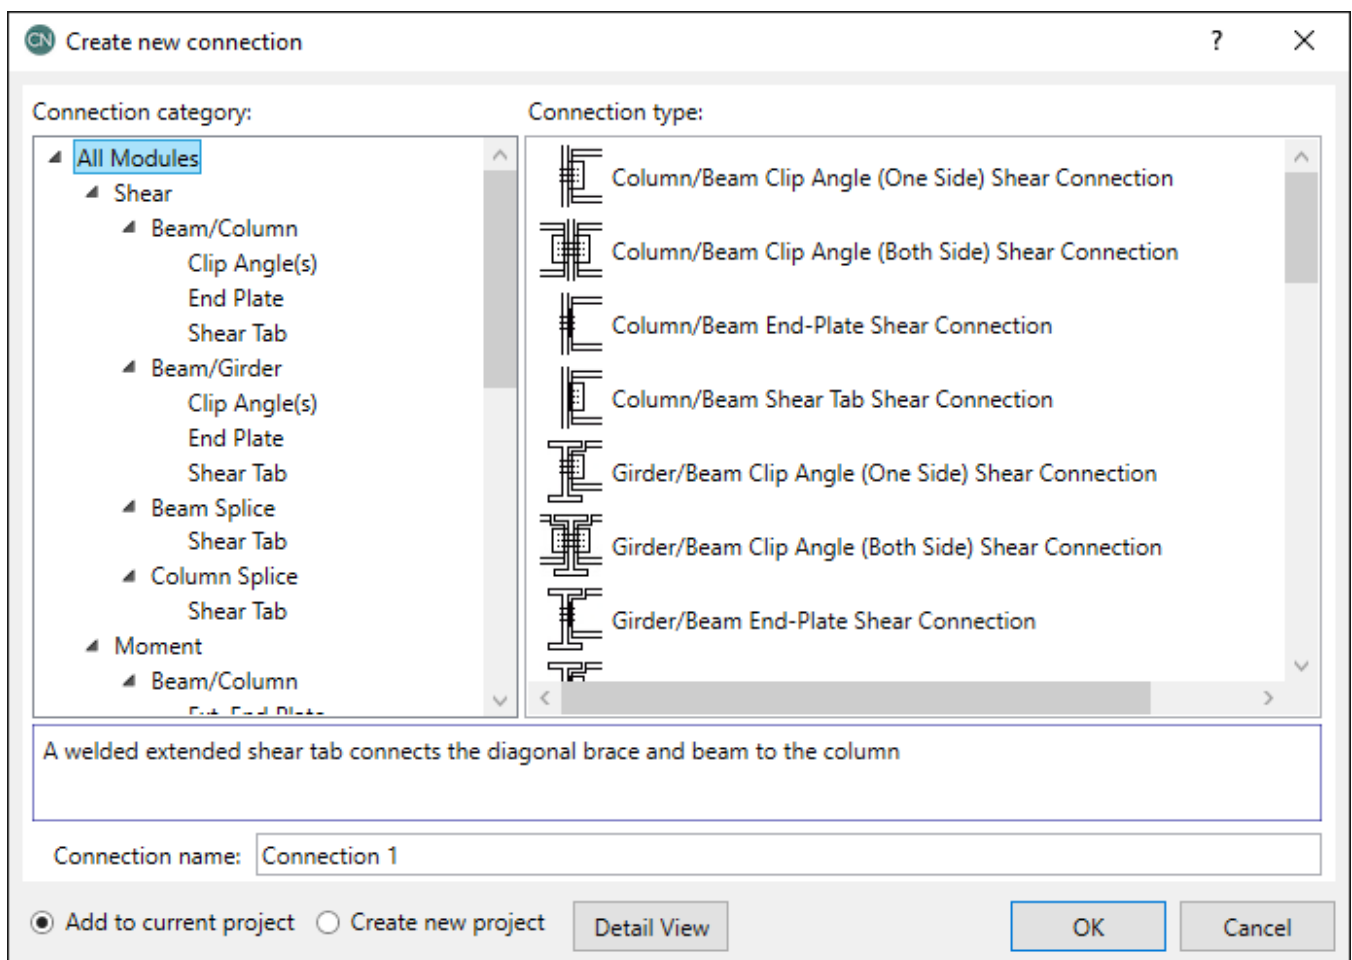 CN Create new connection ?
Connection category:
All Modules
Shear
Beam/Column
Clip Angle(s)
End Plate
Shear Tab
Beam/Girder
Clip Angle(s)
End Plate
Shear Tab
Beam Splice
Shear Tab
Column Splice
Shear Tab
Moment
Beam/Column
Ext. End Plate
Connection type:
Column/Beam Clip Angle (One Side) Shear Connection
Column/Beam Clip Angle (Both Side) Shear Connection
Column/Beam End-Plate Shear Connection
Column/Beam Shear Tab Shear Connection
Girder/Beam Clip Angle (One Side) Shear Connection
Girder/Beam Clip Angle (Both Side) Shear Connection
Girder/Beam End-Plate Shear Connection
A welded extended shear tab connects the diagonal brace and beam to the column
Connection name: Connection 1
Add to current project Create new project Detail View OK Cancel